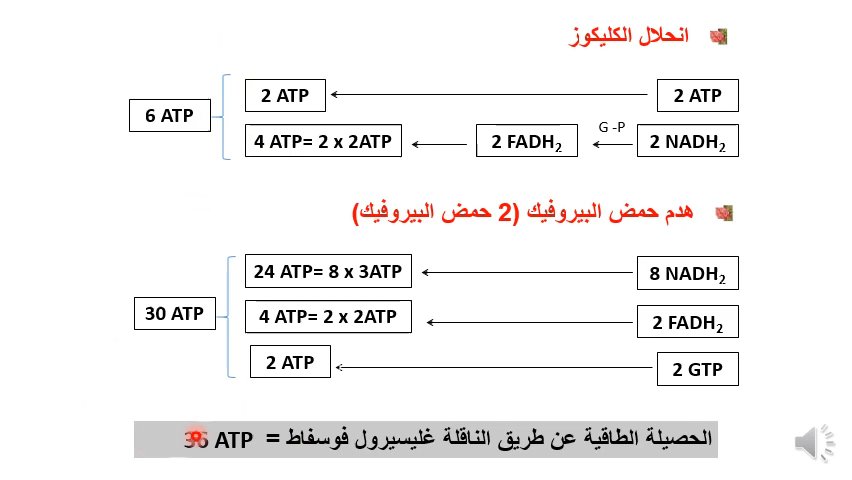 انحلال الكليكوز
2 ATP
2 ATP
6 ATP
2 NADH₂
G -P
2 FADH₂
4 ATP= 2 x 2ATP
هدم حمض البيروفيك (2 حمض البيروفيك)
8 NADH₂
24 ATP= 8 x 3ATP
30 ATP
2 FADH₂
4 ATP= 2 x 2ATP
2 GTP
2 ATP
الحصيلة الطاقية عن طريق الناقلة غليسيرول فوسفاط = 36 ATP